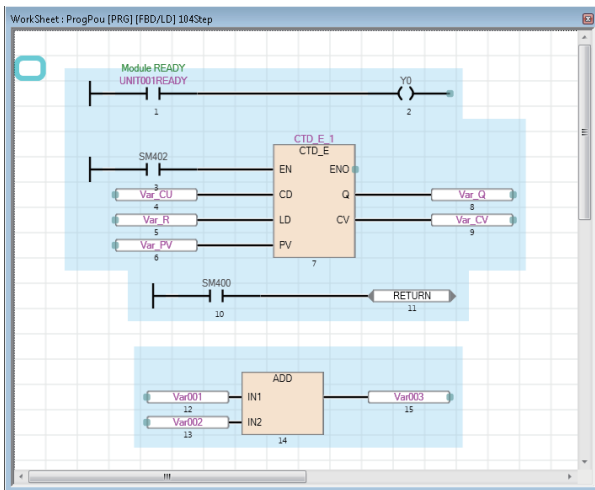 WorkSheet : ProgPou [PRG] [FBD/LD] 104Step
Module READY
UNIT001READY
Y0
1
2
CTD_E_1
CTD_E
SM402
EN
ENO
3
Var_CU
CD
Q
Var_Q
4
8
Var_R
LD
CV
Var_CV
5
9
Var_PV
PV
6
7
SM400
RETURN
10
11
ADD
Var001
IN1
Var003
12
15
Var002
IN2
13
14